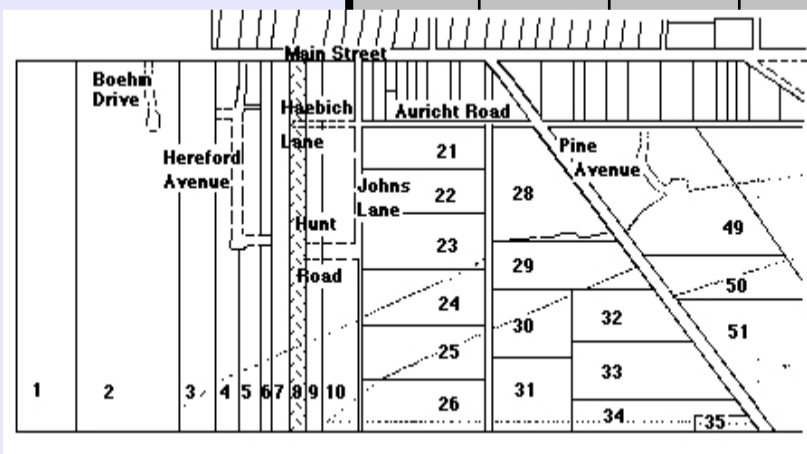 Main Street
Boehm
Drive
Haebich
Auricht Road
Lane
Pine
Avenue
Hereford
Avenue
Johns
Lane
Hunt
Road
21
22
23
24
25
26
28
29
30
31
32
33
34
35
49
50
51
1
2
3
4
5
6
7
8
9
10